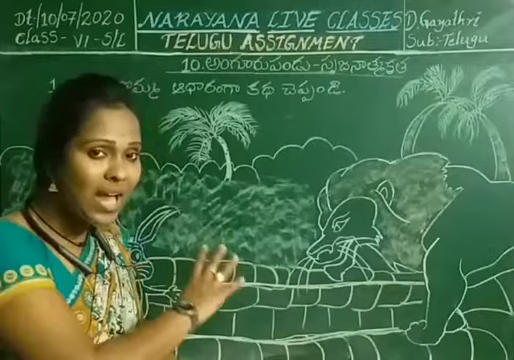 Dt:10/07/2020
Class-VI-S/L
NARAYANA LIVE CLASSES
TELUGU ASSIGNMENT
D.Gayathri
Sub:-Telugu
10.అంగుారుపండు-సృజనాత్మకత
1 బొమ్మ ఆధారంగా కథ చెప్పండి.